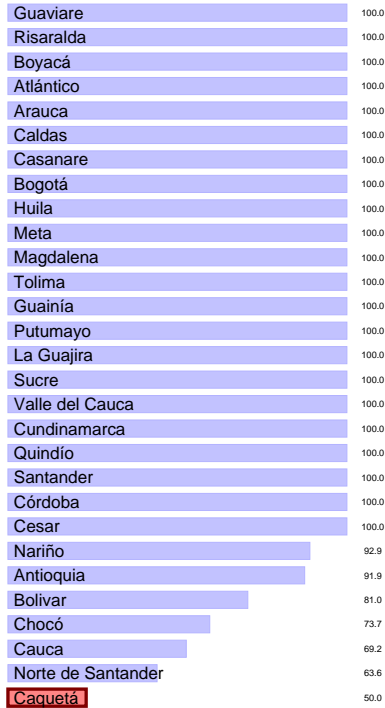 Guaviare 100.0
Risaralda 100.0
Boyacá 100.0
Atlántico 100.0
Arauca 100.0
Caldas 100.0
Casanare 100.0
Bogotá 100.0
Huila 100.0
Meta 100.0
Magdalena 100.0
Tolima 100.0
Guainía 100.0
Putumayo 100.0
La Guajira 100.0
Sucre 100.0
Valle del Cauca 100.0
Cundinamarca 100.0
Quindío 100.0
Santander 100.0
Córdoba 100.0
Cesar 100.0
Nariño 92.9
Antioquia 91.9
Bolivar 81.0
Chocó 73.7
Cauca 69.2
Norte de Santander 63.6
Caquetá 50.0